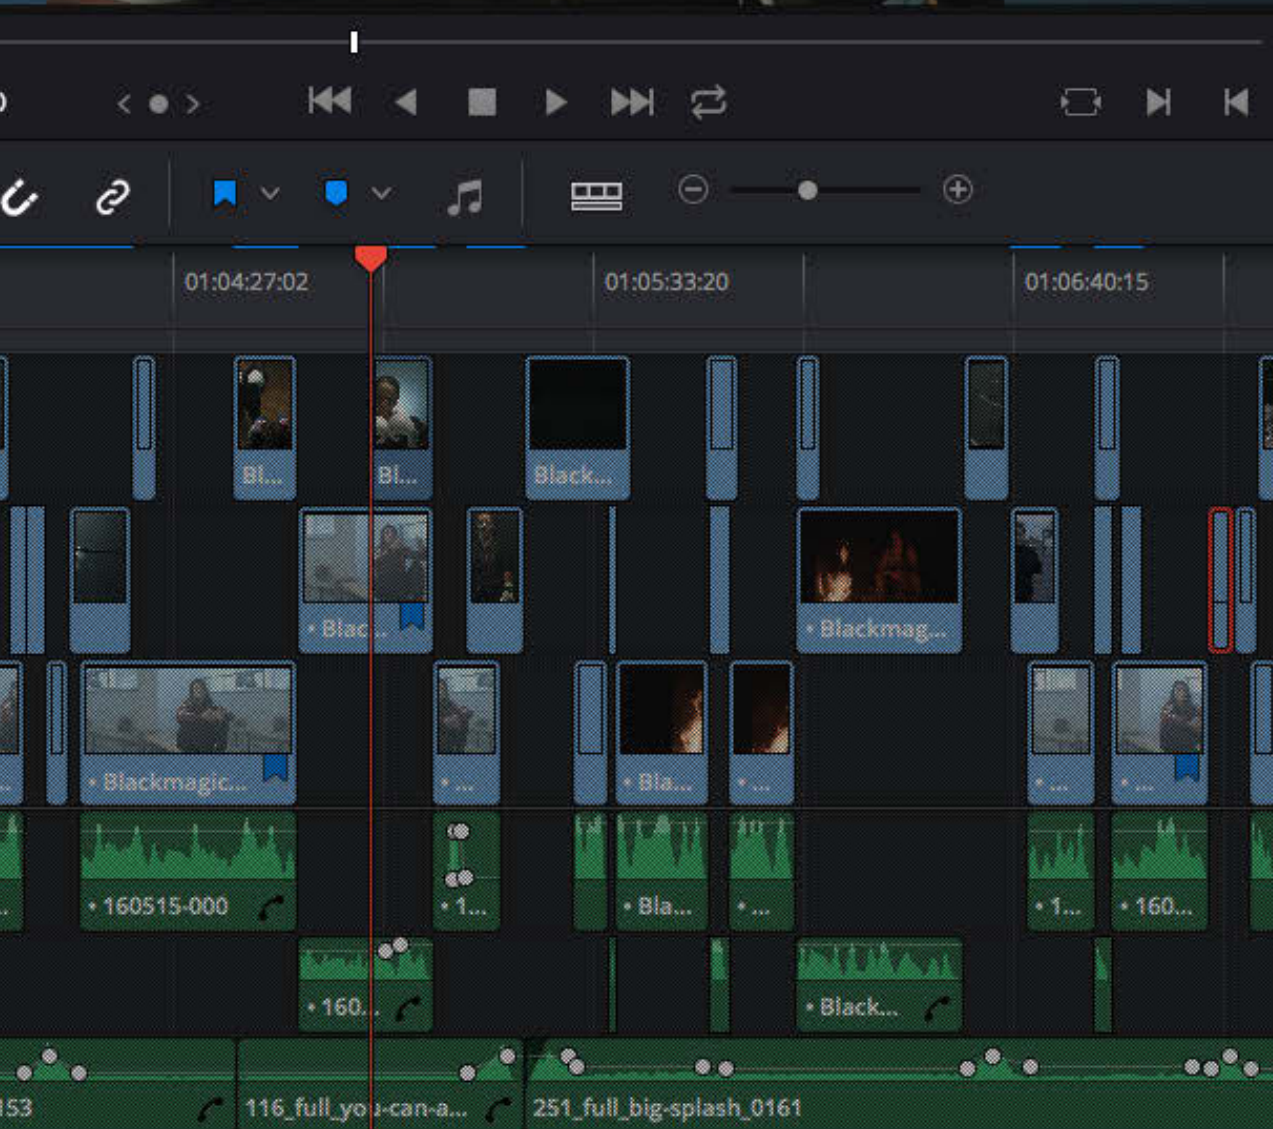 01:04:27:02
01:05:33:20
01:06:40:15
Bl...
Bl...
Black...
• Blac...
• Blackmag...
• Blackmagic...
• ...
• Bla...
• ...
• ...
• ...
• 160515-000
• 1...
• Bla...
• ...
• 1...
• 160...
• 160...
• Black...
153
116_full_you-can-a...
251_full_big-splash_0161